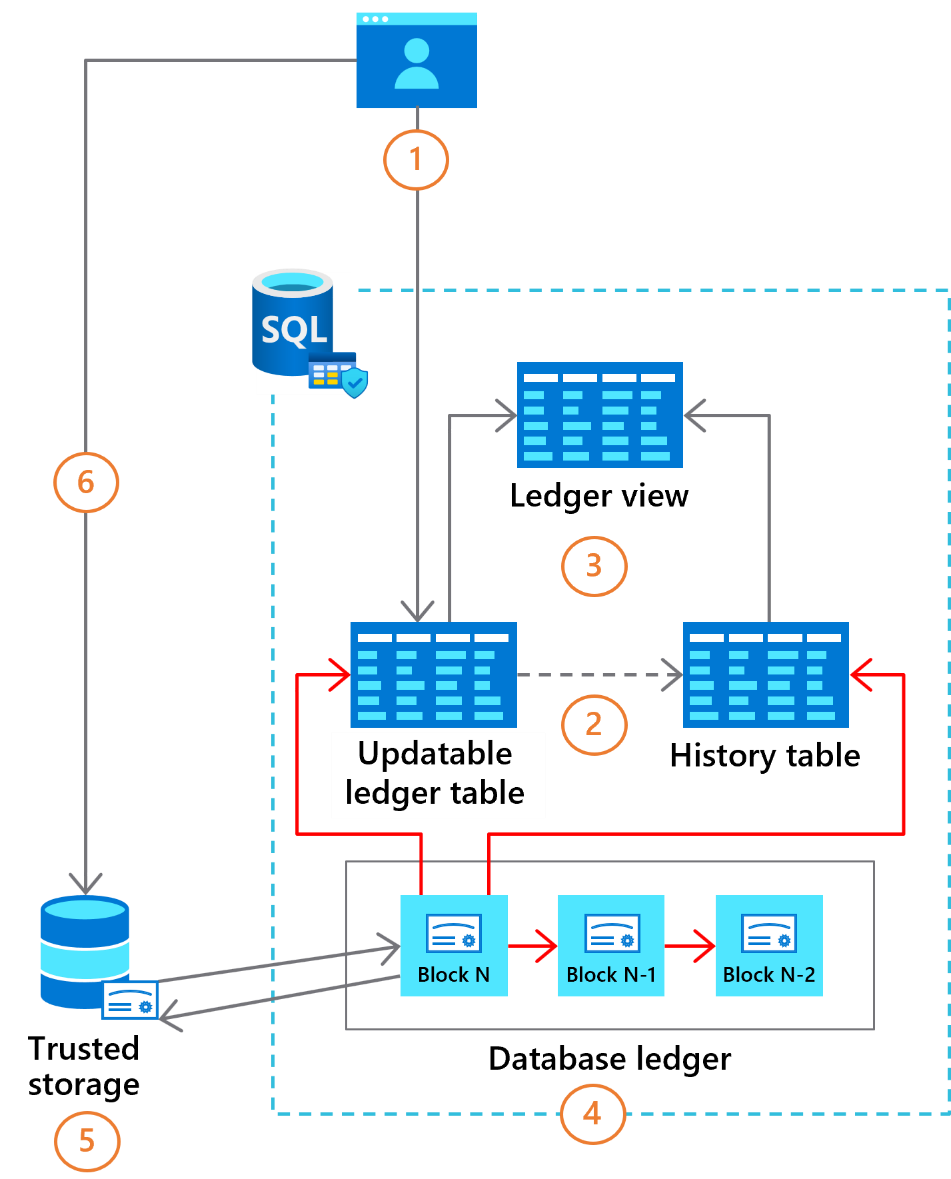 1
SQL
Ledger view
6
3
2
Updatable
ledger table
History table
Block N
Block N-1
Block N-2
Database ledger
Trusted
storage
4
5